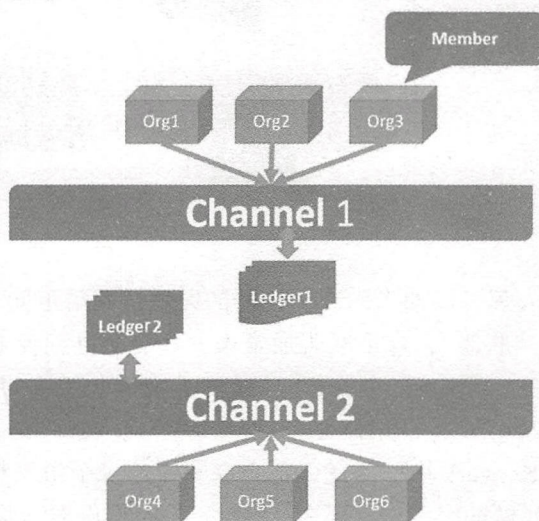 Member
Org1
Org2
Org3
Channel 1
Ledger1
Ledger2
Channel 2
Org4
Org5
Org6